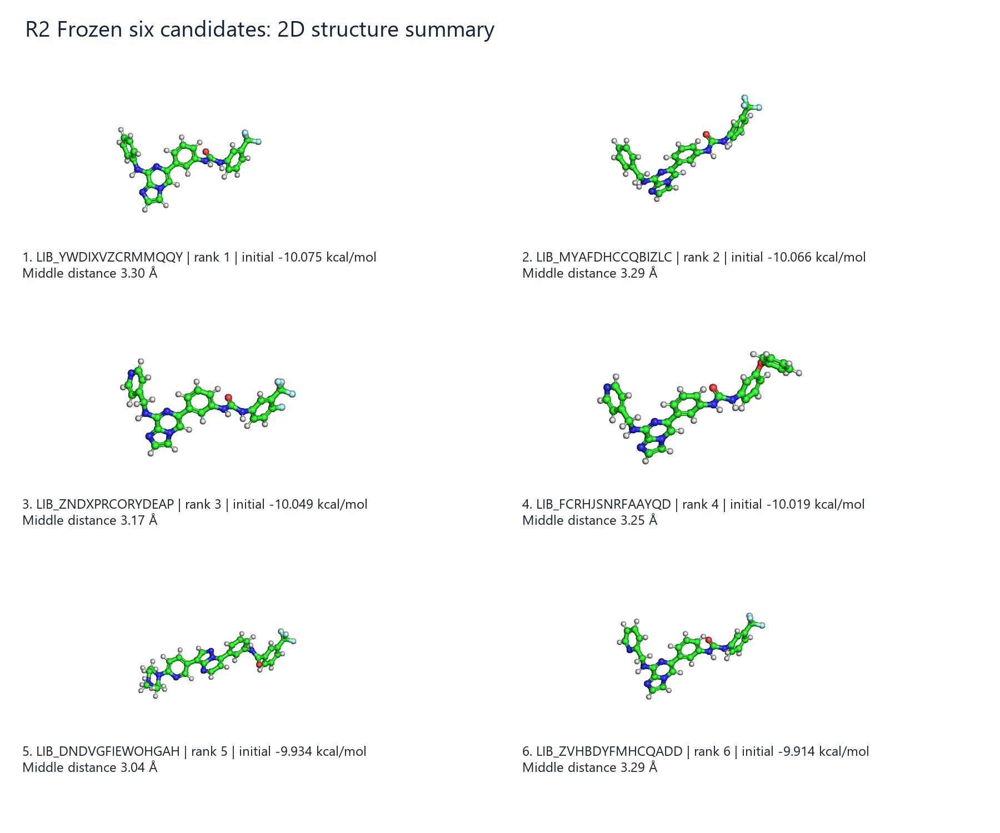 R2 Frozen six candidates: 2D structure summary
1. LIB_YWDIXVZCRMMQQY | rank 1 | initial -10.075 kcal/mol
Middle distance 3.30 Å
2. LIB_MYAFDHCCQBIZLC | rank 2 | initial -10.066 kcal/mol
Middle distance 3.29 Å
3. LIB_ZNDXPRCORYDEAP | rank 3 | initial -10.049 kcal/mol
Middle distance 3.17 Å
4. LIB_FCRHJSNRFAAYQD | rank 4 | initial -10.019 kcal/mol
Middle distance 3.25 Å
5. LIB_DNDVGFIEWOHGAH | rank 5 | initial -9.934 kcal/mol
Middle distance 3.04 Å
6. LIB_ZVHBDYFMHCQADD | rank 6 | initial -9.914 kcal/mol
Middle distance 3.29 Å